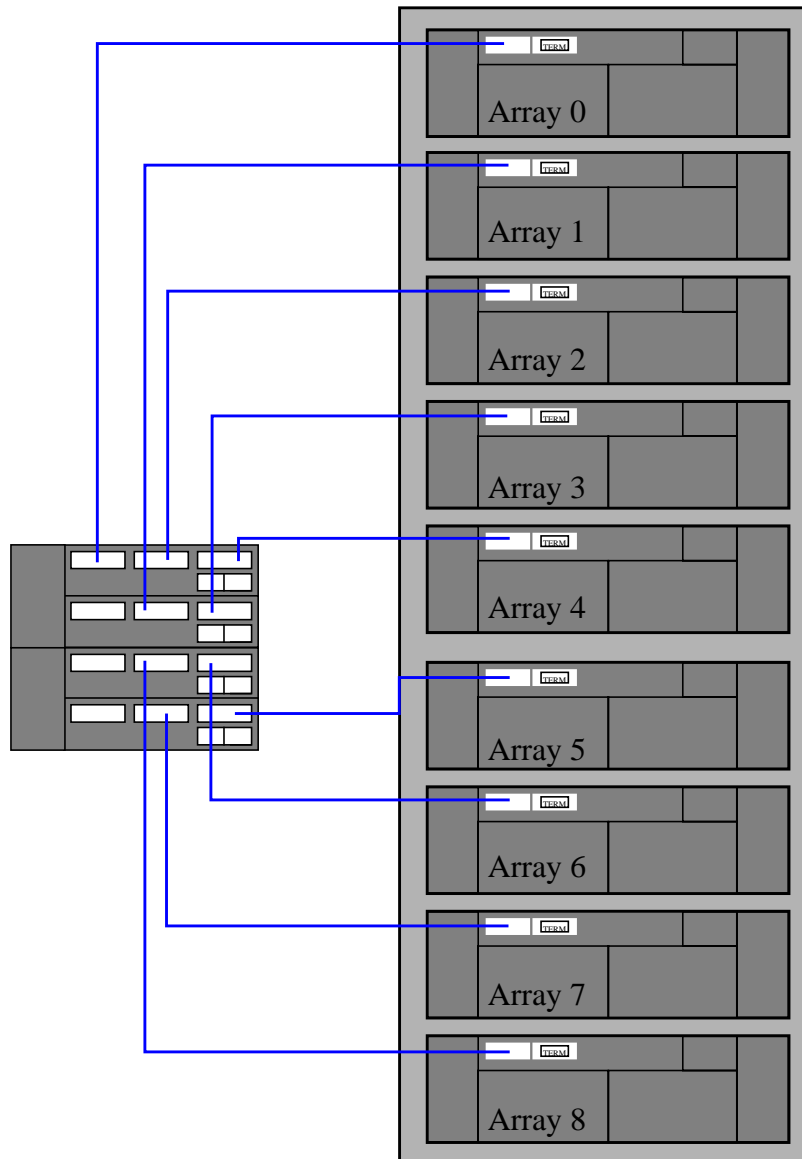 TERM
Array 0
TERM
Array 1
TERM
Array 2
TERM
Array 3
TERM
Array 4
TERM
Array 5
TERM
Array 6
TERM
Array 7
TERM
Array 8